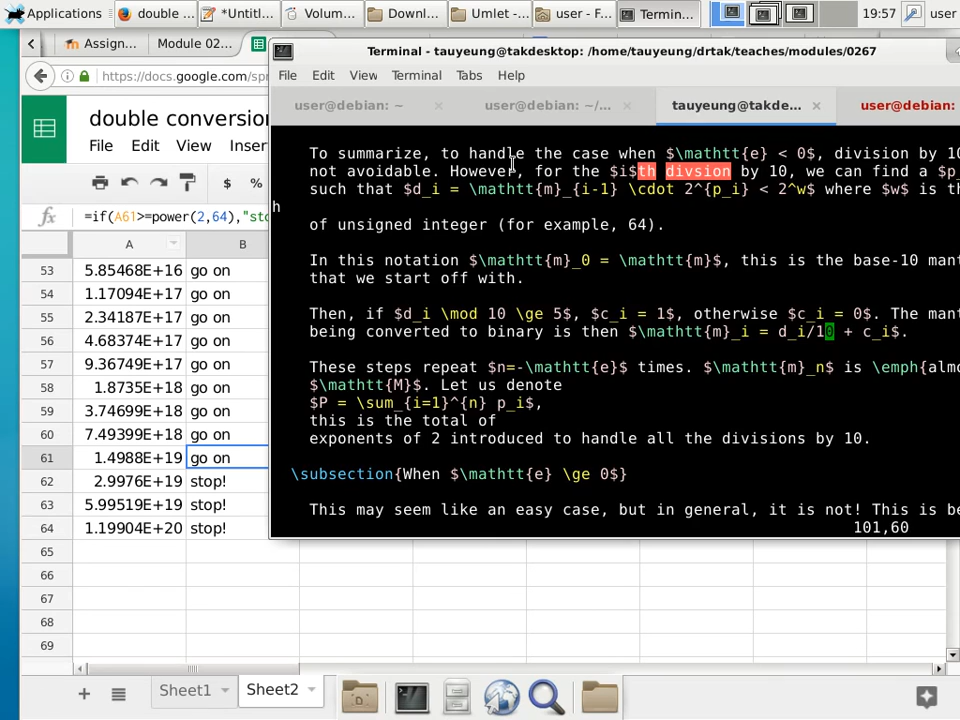 Applications
double ...
*Untitl...
Volum...
Downl...
Umlet -...
user - F...
Termin...
19:57
user
Assign...
Module 02...
https://docs.google.com/spr
double conversion
File Edit View Inser
$ %
fx =if(A61>=power(2,64),"sto
A B
53 5.85468E+16 go on
54 1.17094E+17 go on
55 2.34187E+17 go on
56 4.68374E+17 go on
57 9.36749E+17 go on
58 1.8735E+18 go on
59 3.74699E+18 go on
60 7.49399E+18 go on
61 1.4988E+19 go on
62 2.9976E+19 stop!
63 5.99519E+19 stop!
64 1.19904E+20 stop!
65
66
67
68
69
Sheet1 Sheet2
Terminal - tauyeung@takdesktop: /home/tauyeung/drtak/teaches/modules/0267
File Edit View Terminal Tabs Help
user@debian: ~
user@debian: ~/...
tauyeung@takde...
user@debian:
To summarize, to handle the case when $\mathtt{e} < 0$, division by 10
not avoidable. However, for the $i$th divsion by 10, we can find a $p_
such that $d_i = \mathtt{m}_{i-1} \cdot 2^{p_i} < 2^w$ where $w$ is th
h
of unsigned integer (for example, 64).
In this notation $\mathtt{m}_0 = \mathtt{m}$, this is the base-10 mant
that we start off with.
Then, if $d_i \mod 10 \ge 5$, $c_i = 1$, otherwise $c_i = 0$. The mant
being converted to binary is then $\mathtt{m}_i = d_i/10 + c_i$.
These steps repeat $n=-\mathtt{e}$ times. $\mathtt{m}_n$ is \emph{almo
$\mathtt{M}$. Let us denote
$P = \sum_{i=1}^{n} p_i$,
this is the total of
exponents of 2 introduced to handle all the divisions by 10.
\subsection{When $\mathtt{e} \ge 0$}
This may seem like an easy case, but in general, it is not! This is be
101,60